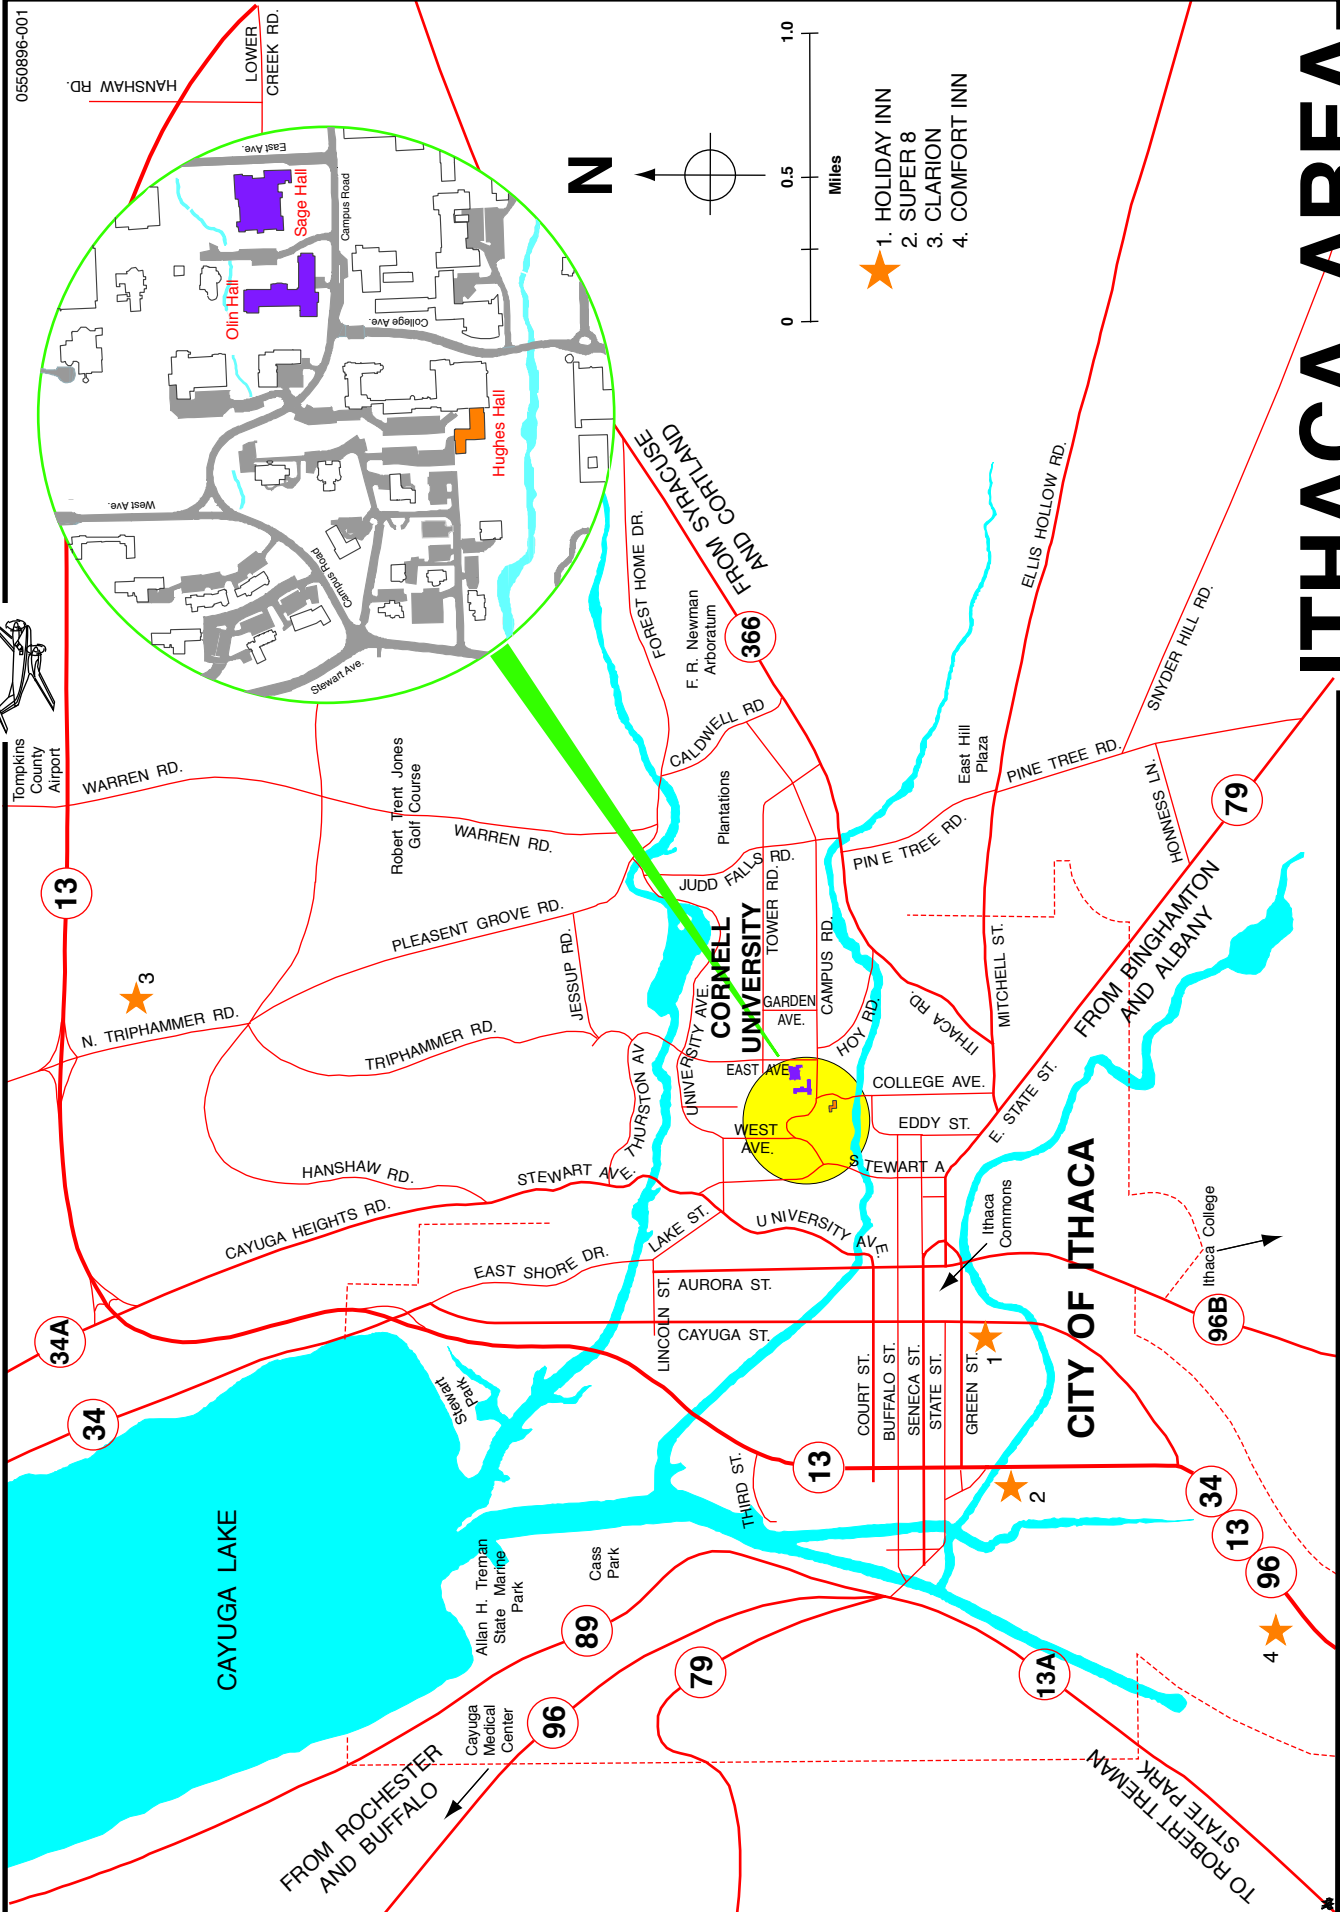 0550896-001
HANSHAW RD.
LOWER
CREEK RD.
East Ave.
Sage Hall
Campus Road
Olin Hall
College Ave.
Hughes Hall
West Ave.
Campus Road
Stewart Ave.
N
0
0.5
1.0
Miles
1. HOLIDAY INN
2. SUPER 8
3. CLARION
4. COMFORT INN
ITHACA AREA
Tompkins
County
Airport
WARREN RD.
13
Robert Trent Jones
Golf Course
WARREN RD.
FOREST HOME DR.
FROM SYRACUSE
AND CORTLAND
F. R. Newman
Arboratum
366
CALDWELL RD
Plantations
ELLIS HOLLOW RD.
SNYDER HILL RD.
East Hill
Plaza
PINE TREE RD.
PINE TREE RD.
HONNESS LN.
79
JUDD FALLS RD.
TOWER RD.
PLEASENT GROVE RD.
JESSUP RD.
3
N. TRIPHAMMER RD.
TRIPHAMMER RD.
CORNELL
UNIVERSITY
UNIVERSITY AVE.
THURSTON AV
GARDEN
AVE.
CAMPUS RD.
HOY RD.
ITHACA RD.
MITCHELL ST.
FROM BINGHAMTON
AND ALBANY
EAST AVE
COLLEGE AVE.
EDDY ST.
E. STATE ST.
WEST
AVE.
STEWART A
HANSHAW RD.
STEWART AVE.
CAYUGA HEIGHTS RD.
LAKE ST.
UNIVERSITY AVE.
EAST SHORE DR.
Ithaca
Commons
CITY OF ITHACA
Ithaca College
96B
34A
34
LINCOLN ST.
AURORA ST.
CAYUGA ST.
Stewart
Park
COURT ST.
BUFFALO ST.
SENECA ST.
STATE ST.
GREEN ST.
1
THIRD ST.
13
2
34
13
96
4
CAYUGA LAKE
Allan H. Treman
State Marine
Park
Cass
Park
89
79
13A
96
Cayuga
Medical
Center
FROM ROCHESTER
AND BUFFALO
TO ROBERT TREMAN
STATE PARK